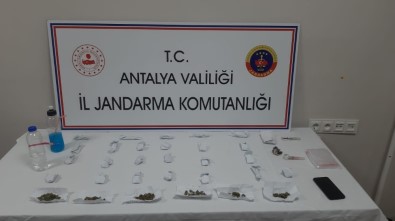 T.C.
ANTALYA VALİLİĞİ
İL JANDARMA KOMUTANLIĞI